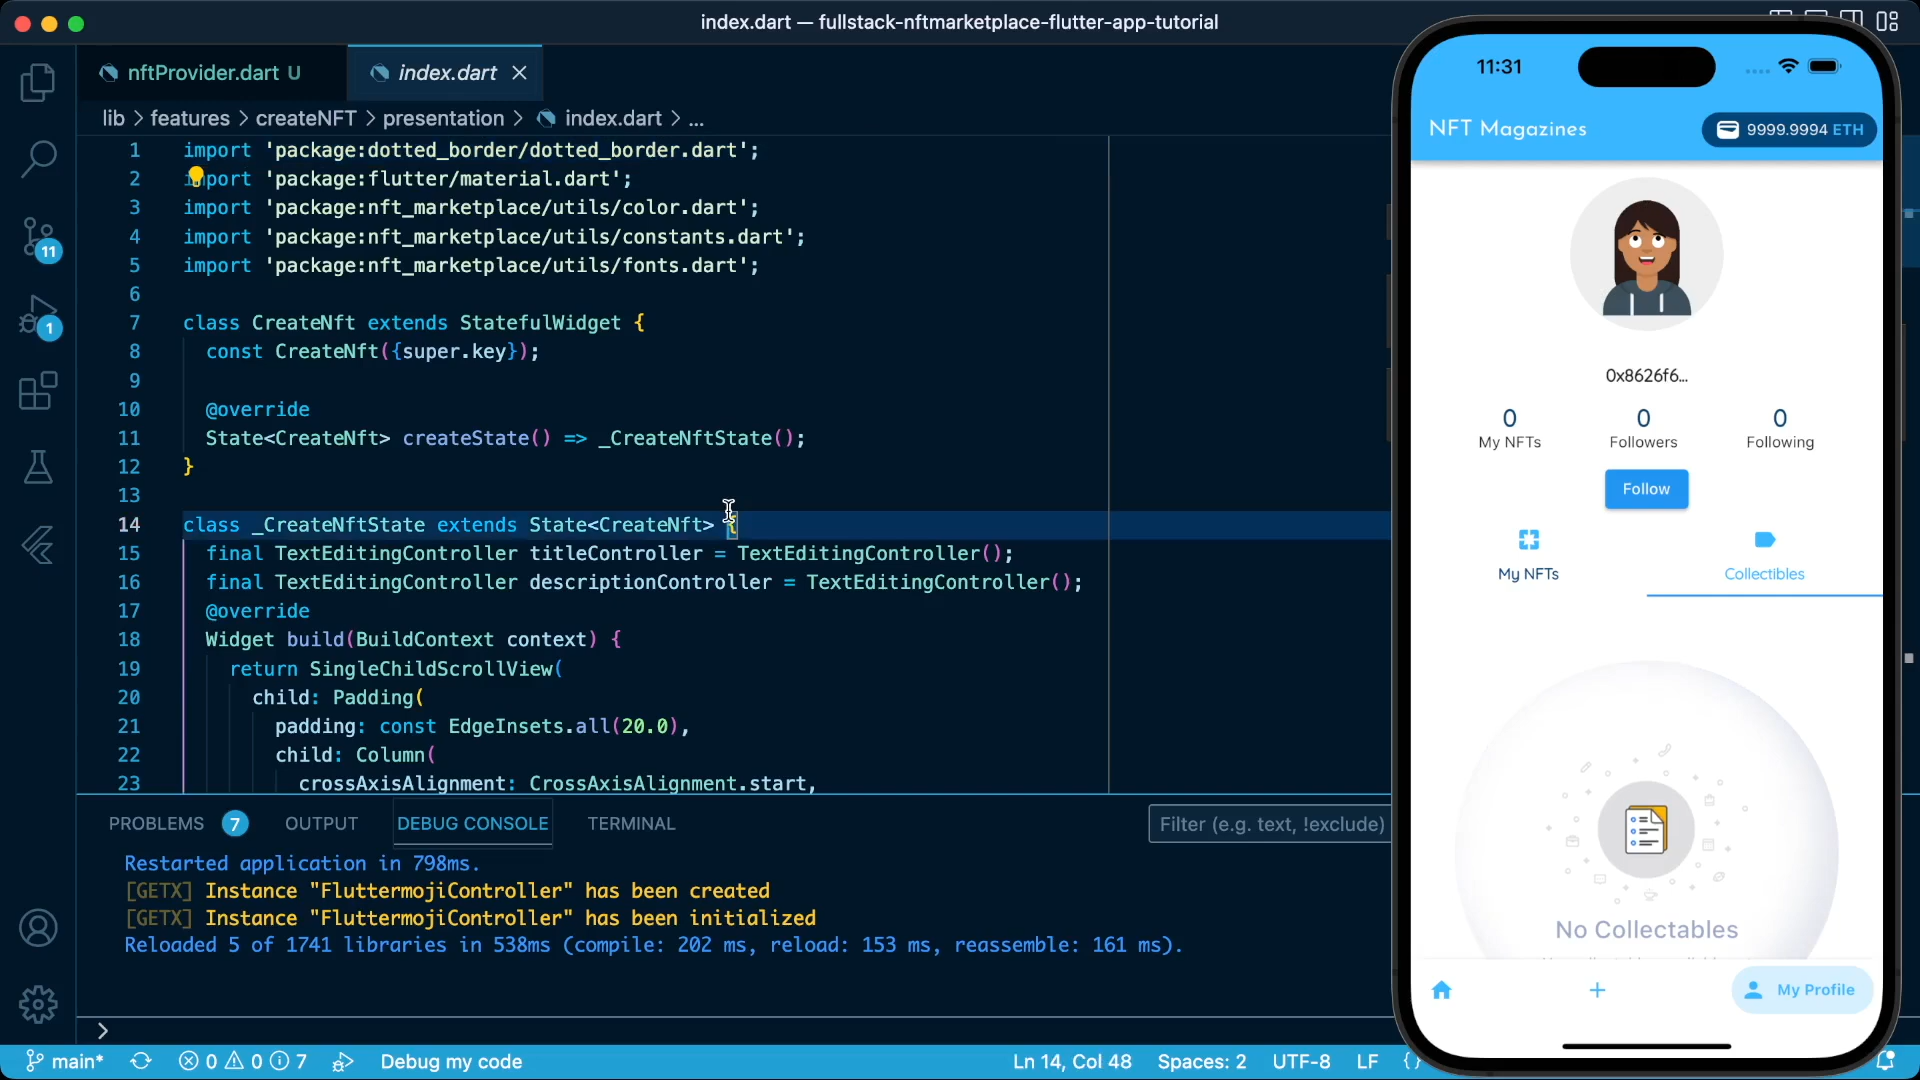 index.dart — fullstack-nftmarketplace-flutter-app-tutorial
nftProvider.dart U
index.dart
lib > features > createNFT > presentation > index.dart > ...
1 import 'package:dotted_border/dotted_border.dart';
2 import 'package:flutter/material.dart';
3 import 'package:nft_marketplace/utils/color.dart';
4 import 'package:nft_marketplace/utils/constants.dart';
5 import 'package:nft_marketplace/utils/fonts.dart';
6
7 class CreateNft extends StatefulWidget {
8 const CreateNft({super.key});
9
10 @override
11 State<CreateNft> createState() => _CreateNftState();
12 }
13
14 class _CreateNftState extends State<CreateNft> {
15 final TextEditingController titleController = TextEditingController();
16 final TextEditingController descriptionController = TextEditingController();
17 @override
18 Widget build(BuildContext context) {
19 return SingleChildScrollView(
20 child: Padding(
21 padding: const EdgeInsets.all(20.0),
22 child: Column(
23 crossAxisAlignment: CrossAxisAlignment.start,
11
1
PROBLEMS 7 OUTPUT DEBUG CONSOLE TERMINAL
Filter (e.g. text, !exclude)
Restarted application in 798ms.
[GETX] Instance "FluttermojiController" has been created
[GETX] Instance "FluttermojiController" has been initialized
Reloaded 5 of 1741 libraries in 538ms (compile: 202 ms, reload: 153 ms, reassemble: 161 ms).
>
main* 0 0 7 Debug my code
Ln 14, Col 48 Spaces: 2 UTF-8 LF {}
11:31
NFT Magazines
9999.9994 ETH
0x8626f6...
0 0 0
My NFTs Followers Following
Follow
My NFTs Collectibles
No Collectables
My Profile